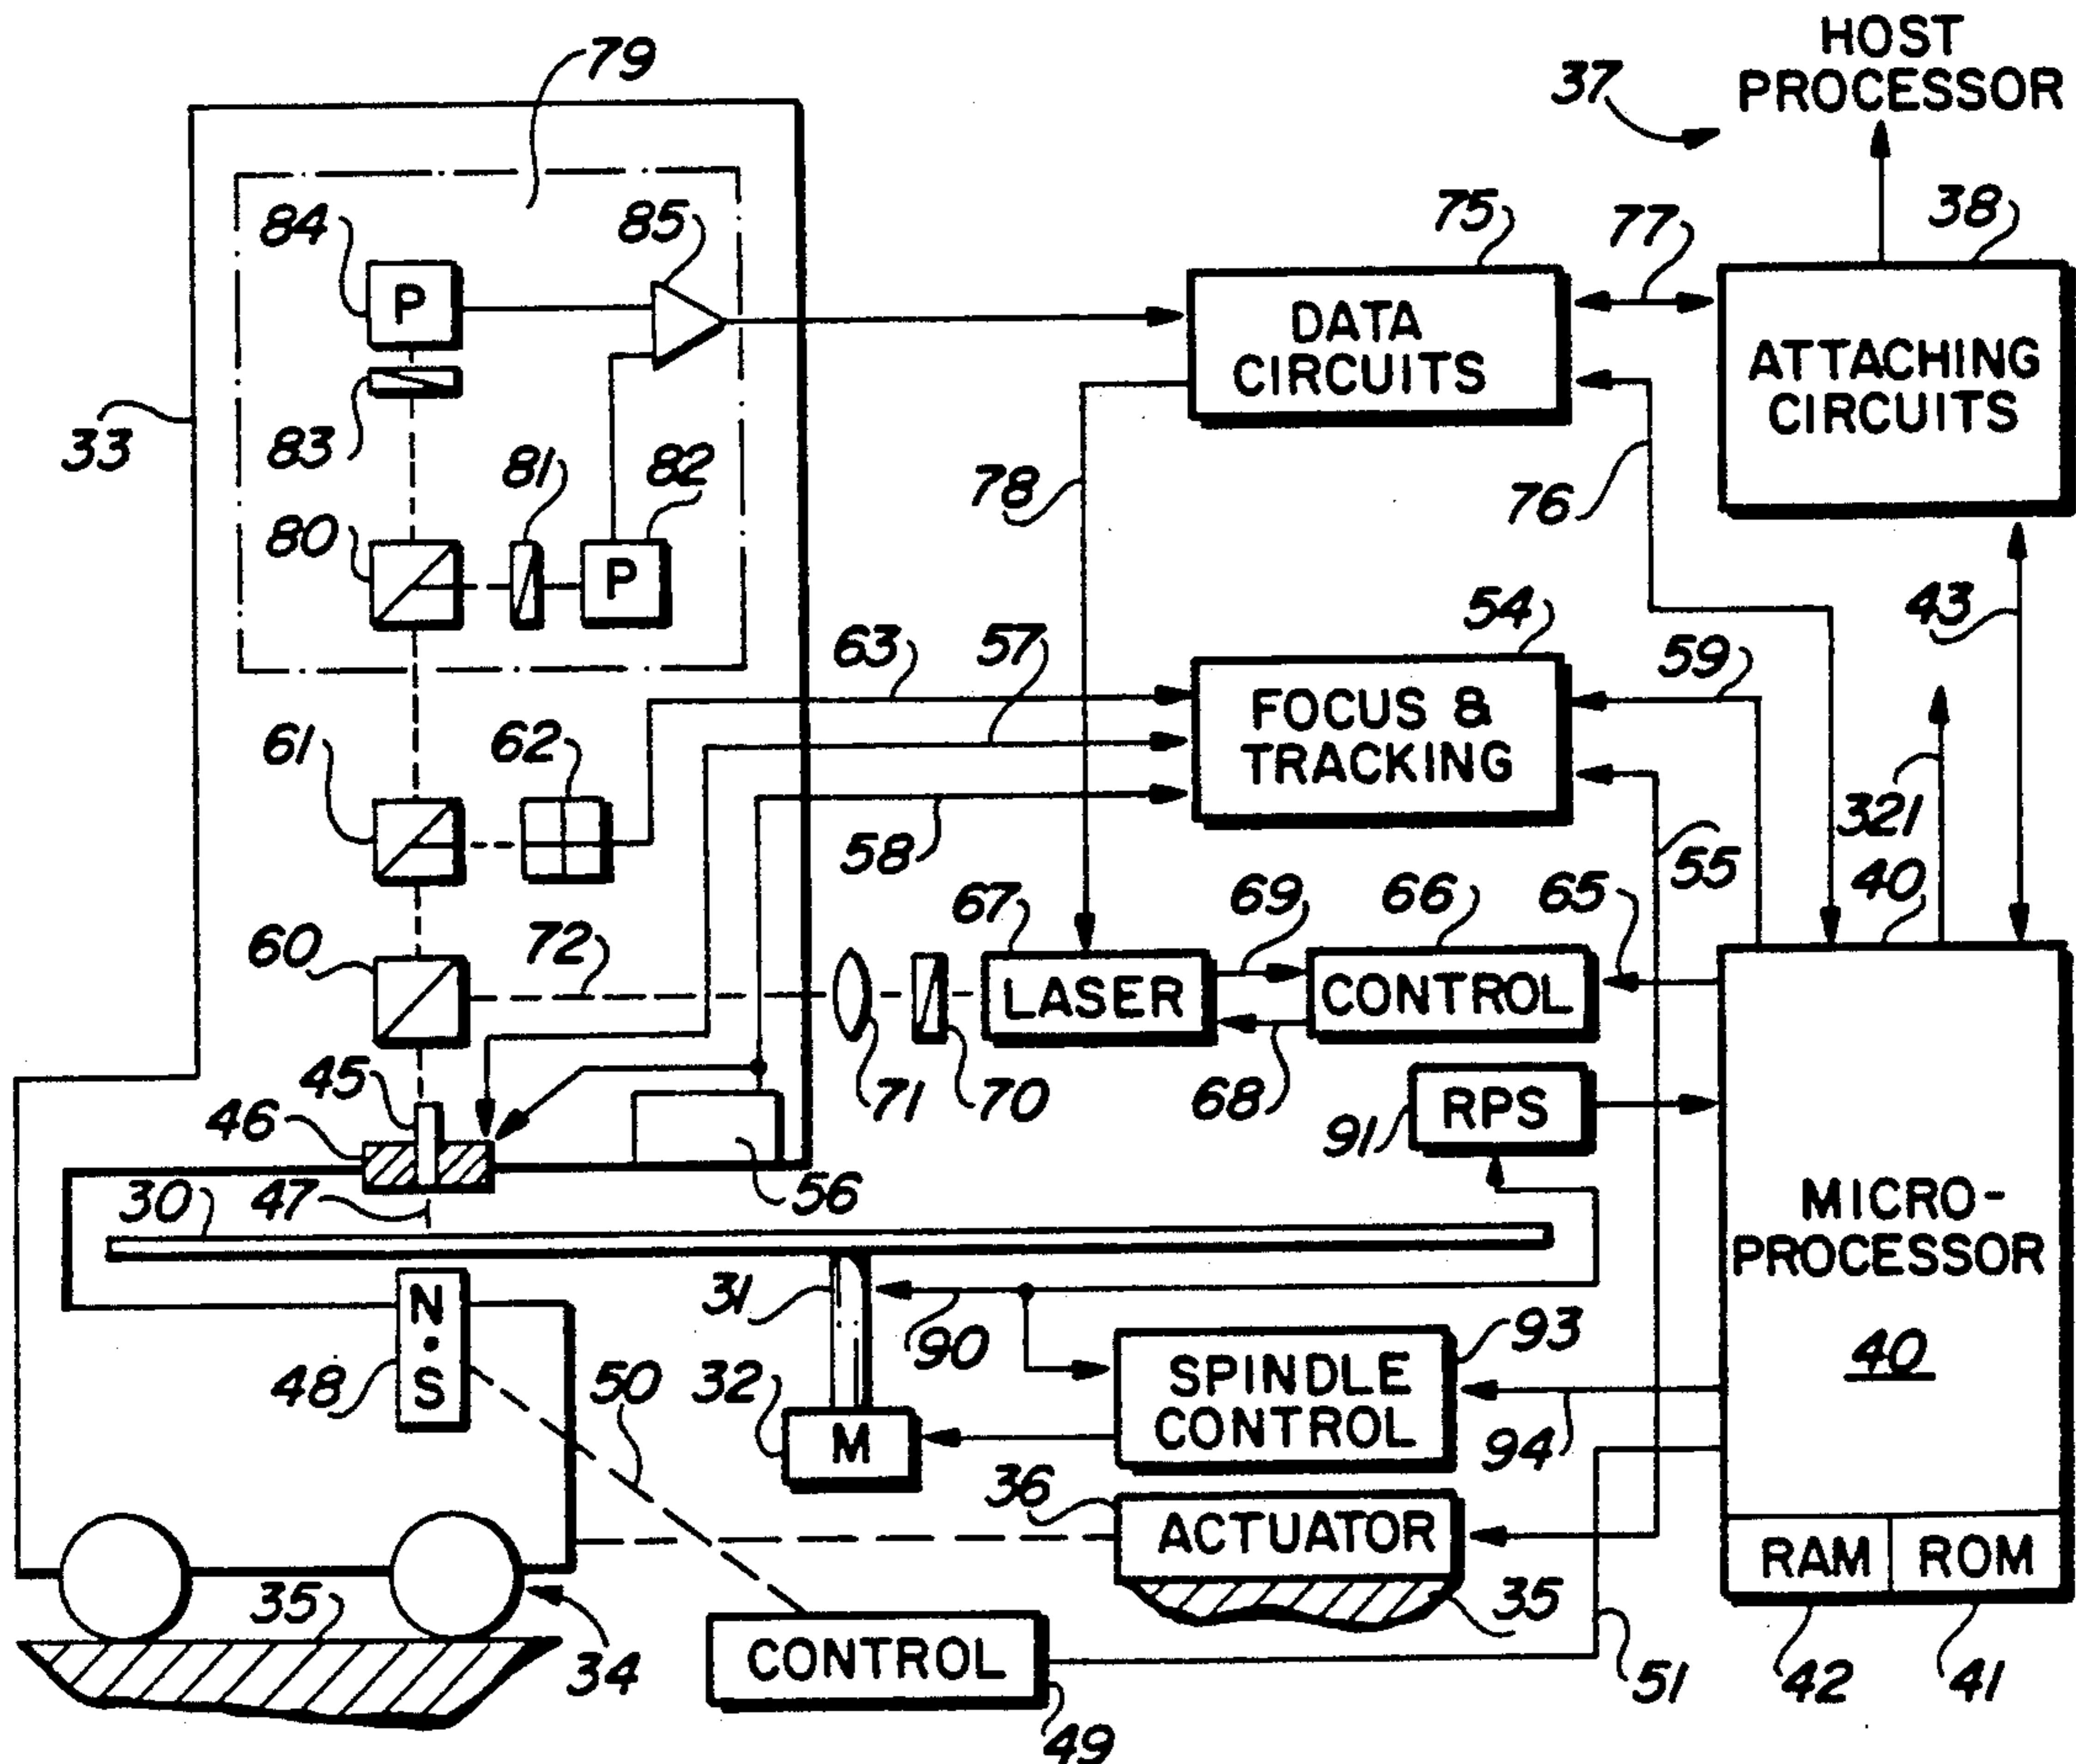 HOST
PROCESSOR
37
79
84
85
75
77
38
P
DATA
CIRCUITS
ATTACHING
CIRCUITS
33
83
81
82
78
76
80
P
54
43
63
57
59
FOCUS &
TRACKING
61
62
321
58
55
40
67
69
66
65
60
72
LASER
CONTROL
45
71
70
68
RPS
46
91
56
30
47
MICRO-
PROCESSOR
N
S
31
90
93
40
48
50
32
SPINDLE
CONTROL
M
94
36
ACTUATOR
RAM
ROM
35
35
34
CONTROL
51
42
41
49